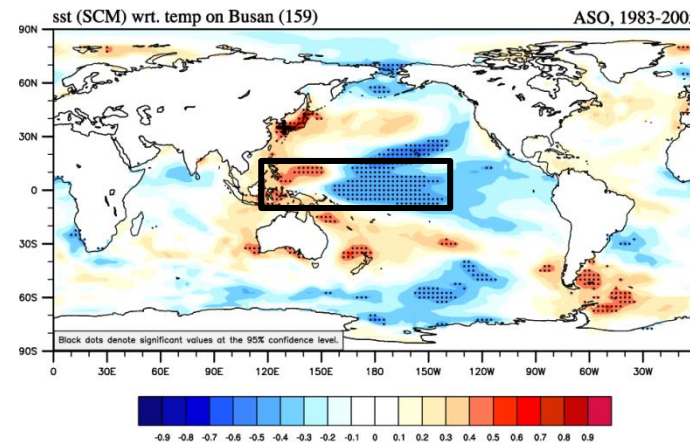 sst (SCM) wrt. temp on Busan (159) ASO, 1983-2005
90N
60N
30N
0
30S
60S
90S
Black dots denote significant values at the 95% confidence level.
0 30E 60E 90E 120E 150E 180 150W 120W 90W 60W 30W
-0.9 -0.8 -0.7 -0.6 -0.5 -0.4 -0.3 -0.2 -0.1 0 0.1 0.2 0.3 0.4 0.5 0.6 0.7 0.8 0.9